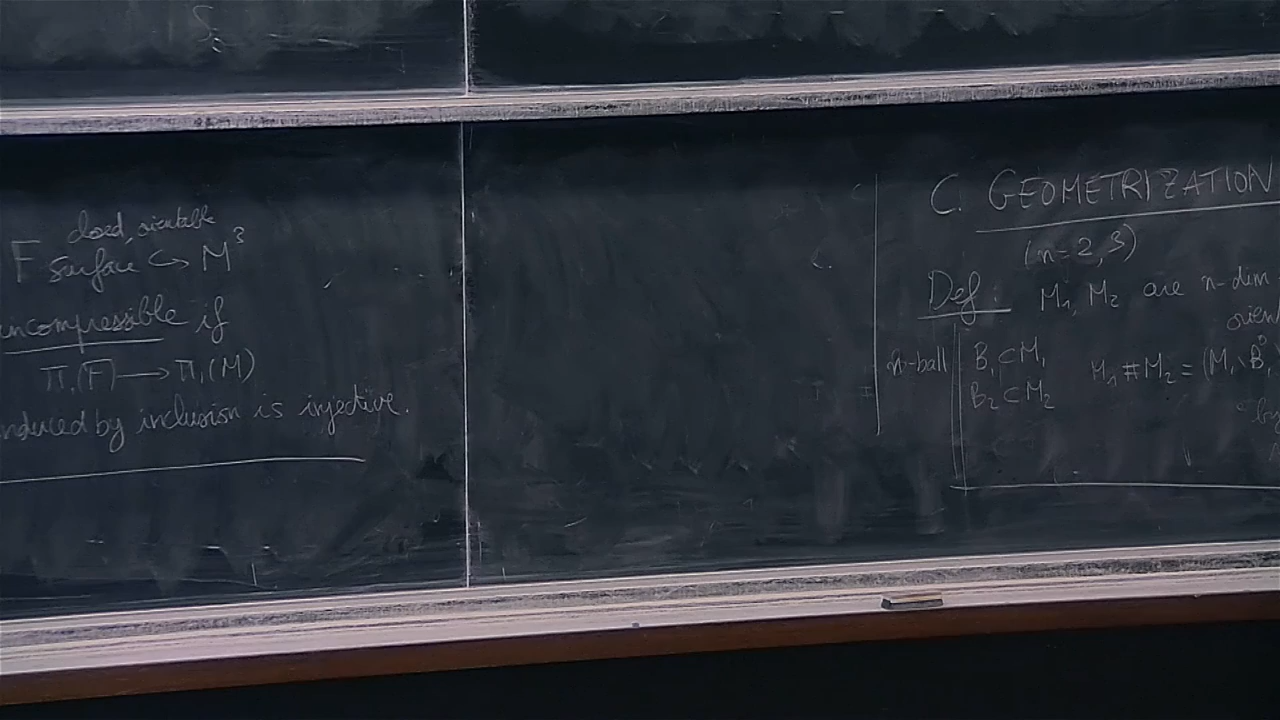 closed, orientable
F surface ↪ M³
incompressible if
π₁(F) ⟶ π₁(M)
induced by inclusion is injective.
C. GEOMETRIZATION
(n=2,3)
Def: M₁, M₂ are n-dim
orien
n-ball B₁⊂M₁ M₁ # M₂ = (M₁ \ B̊₁
B₂⊂M₂